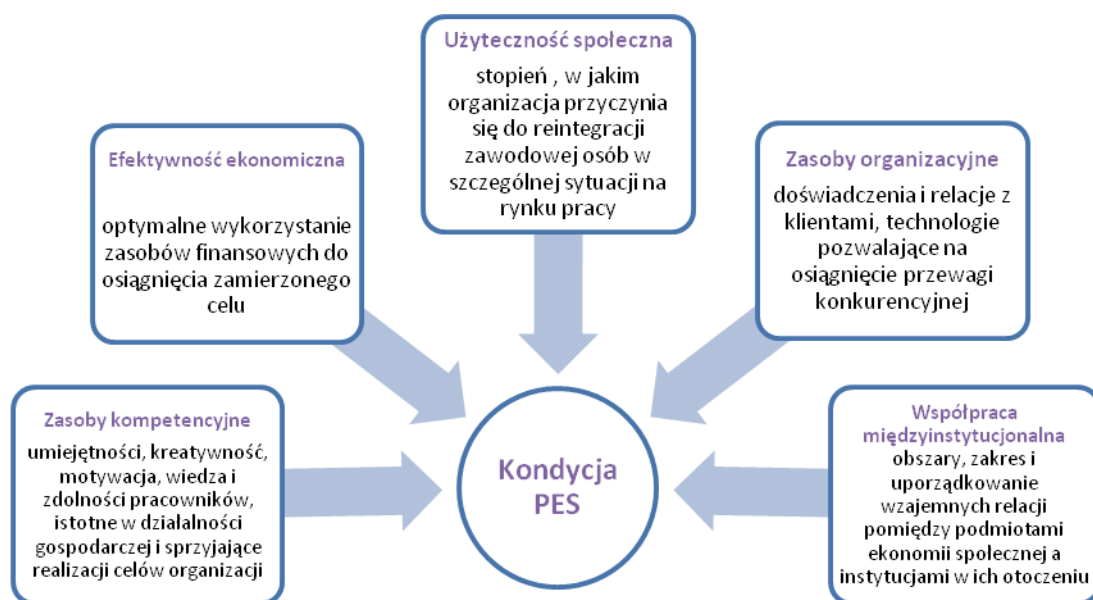 Użyteczność społeczna
stopień , w jakim
organizacja przyczynia
się do reintegracji
zawodowej osób w
szczególnej sytuacji na
rynku pracy
Efektywność ekonomiczna
optymalne wykorzystanie
zasobów finansowych do
osiągnięcia zamierzonego
celu
Zasoby organizacyjne
doświadczenia i relacje z
klientami, technologie
pozwalające na
osiągnięcie przewagi
konkurencyjnej
Zasoby kompetencyjne
umiejętności, kreatywność,
motywacja, wiedza i
zdolności pracowników,
istotne w działalności
gospodarczej i sprzyjające
realizacji celów organizacji
Kondycja
PES
Współpraca
międzyinstytucjonalna
obszary, zakres i
uporządkowanie
wzajemnych relacji
pomiędzy podmiotami
ekonomii społecznej a
instytucjami w ich otoczeniu